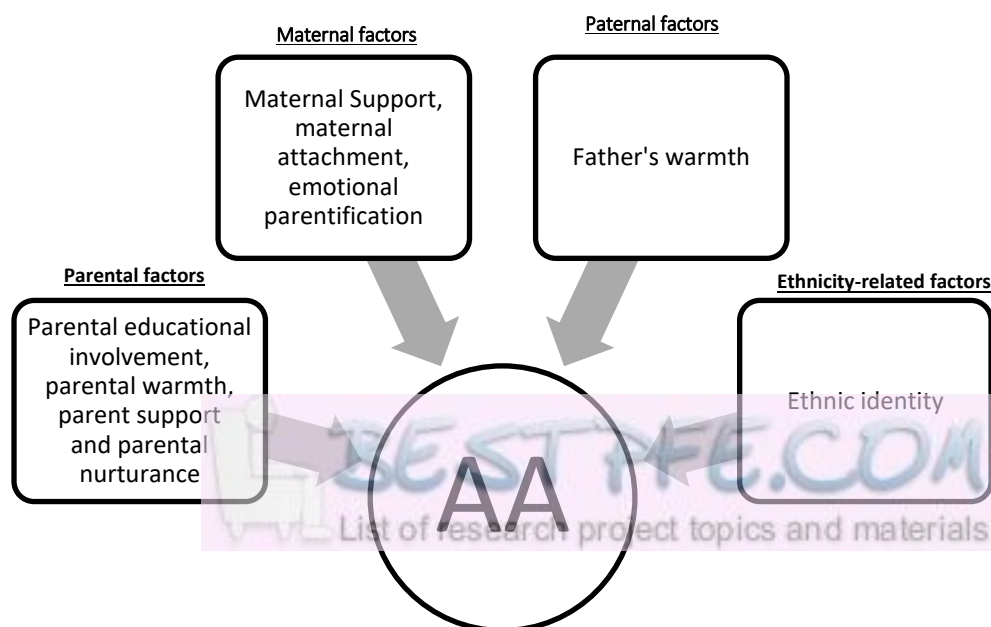 Maternal factors
Maternal Support,
maternal
attachment,
emotional
parentification
Paternal factors
Father's warmth
Parental factors
Parental educational
involvement,
parental warmth,
parent support
and parental
nurturance
Ethnicity-related factors
Ethnic identity
AA
BESTPFE.COM
List of research project topics and materials